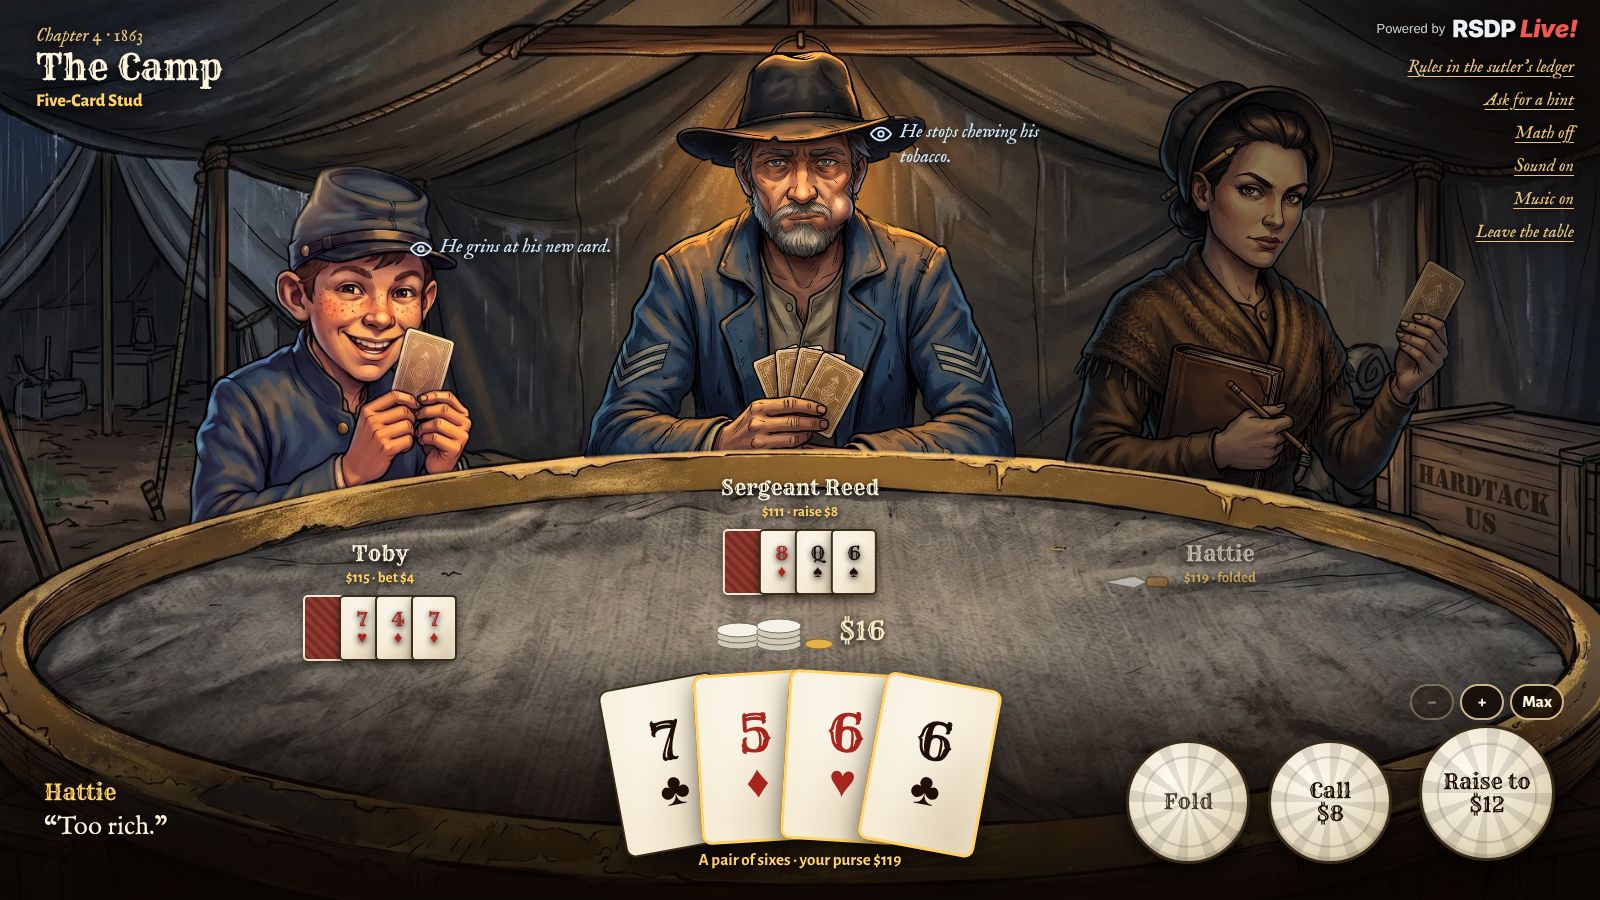 Chapter 4 · 1863
The Camp
Five-Card Stud
Powered by RSDP Live!
Rules in the sutler's ledger
Ask for a hint
Math off
Sound on
Music on
Leave the table
He stops chewing his
tobacco.
He grins at his new card.
HARDTACK
US
Sergeant Reed
$111 · raise $8
8 Q 6
Toby
$115 · bet $4
7 4 7
Hattie
$119 · folded
$16
7 5 6 6
A pair of sixes · your purse $119
Hattie
“Too rich.”
− + Max
Fold
Call
$8
Raise to
$12